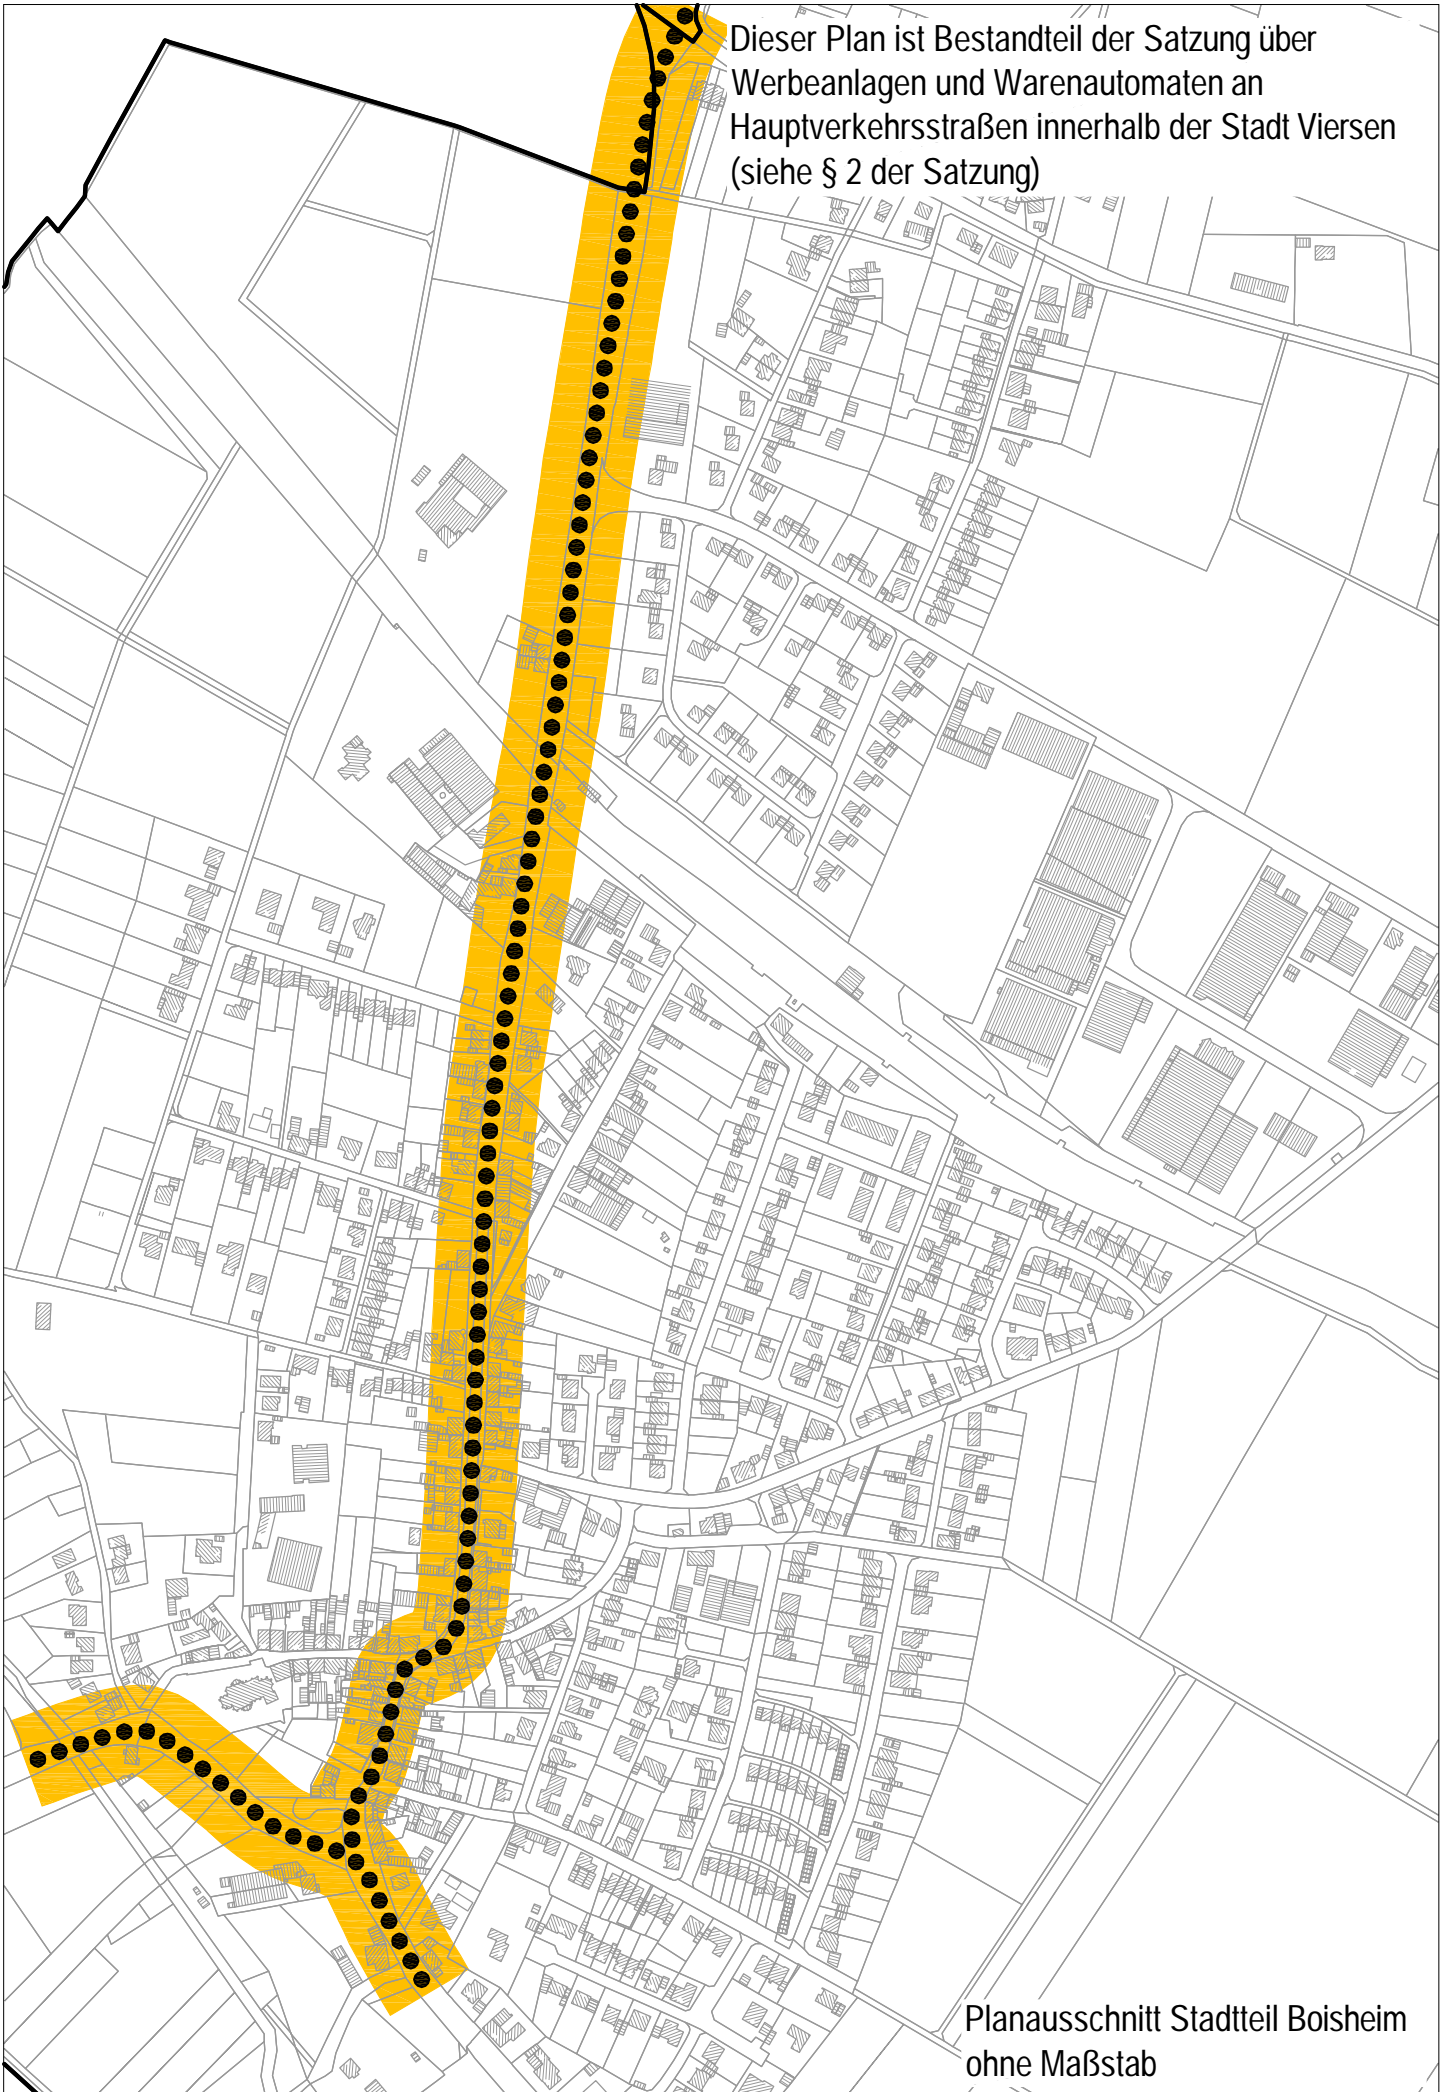 Dieser Plan ist Bestandteil der Satzung über
Werbeanlagen und Warenautomaten an
Hauptverkehrsstraßen innerhalb der Stadt Viersen
(siehe § 2 der Satzung)
Planausschnitt Stadtteil Boisheim
ohne Maßstab